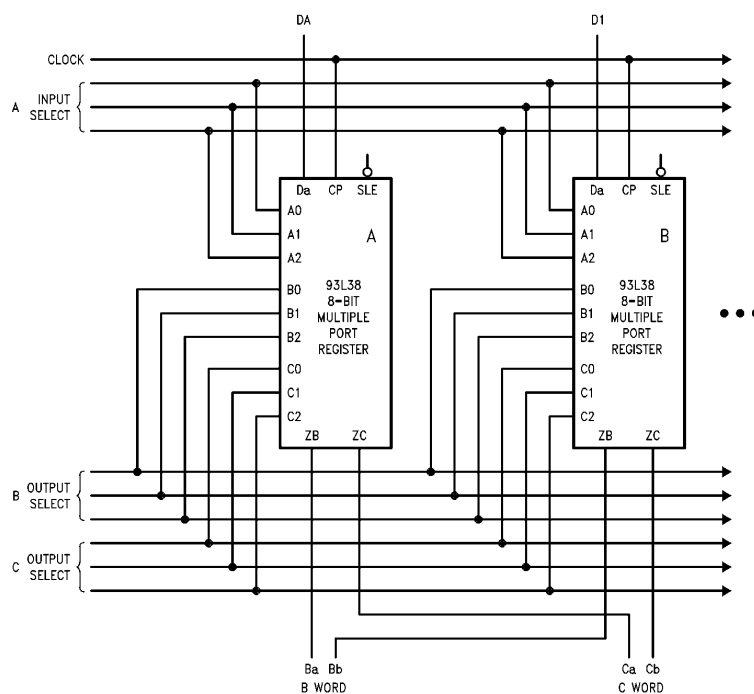 DA D1
CLOCK
A INPUT SELECT
Da CP SLE Da CP SLE
A0 A0
A1 A A1 B
A2 A2
93L38 93L38
B0 8-BIT B0 8-BIT
B1 MULTIPLE B1 MULTIPLE
B2 PORT B2 PORT
REGISTER REGISTER
C0 C0
C1 C1
C2 C2
ZB ZC ZB ZC
B OUTPUT SELECT
C OUTPUT SELECT
Ba Bb Ca Cb
B WORD C WORD